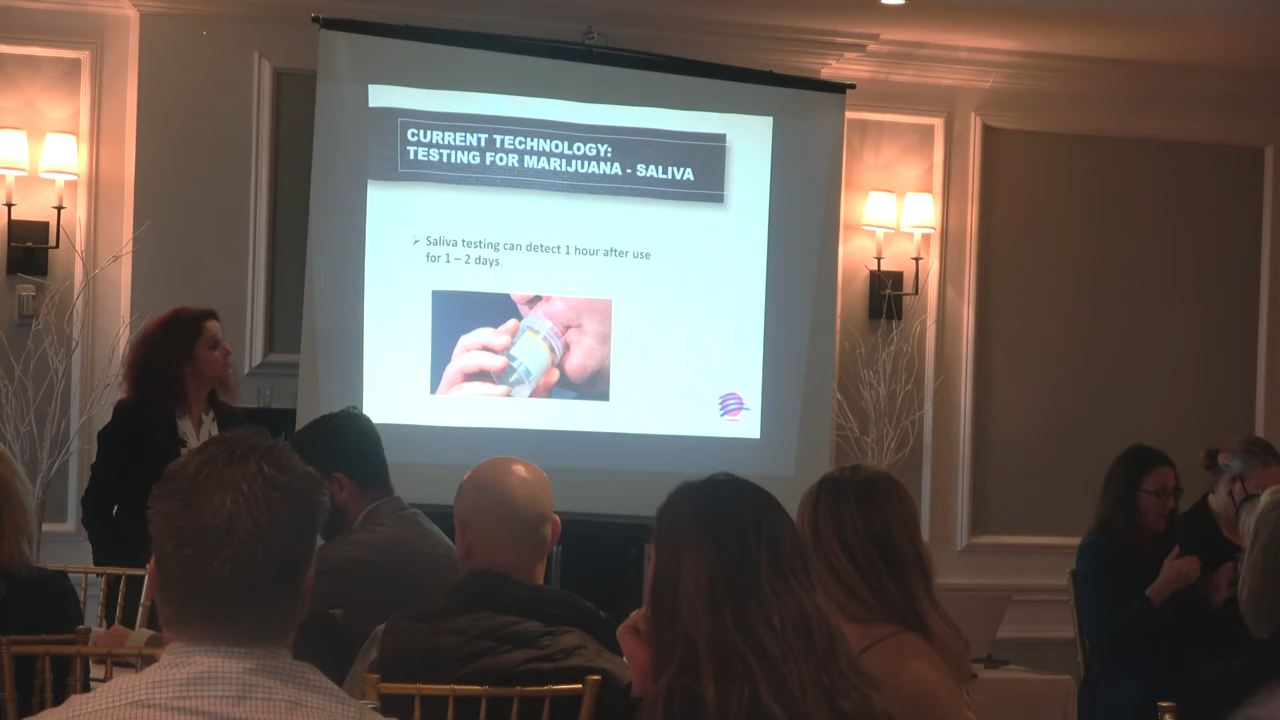 CURRENT TECHNOLOGY:
TESTING FOR MARIJUANA - SALIVA
➢ Saliva testing can detect 1 hour after use
for 1 – 2 days.